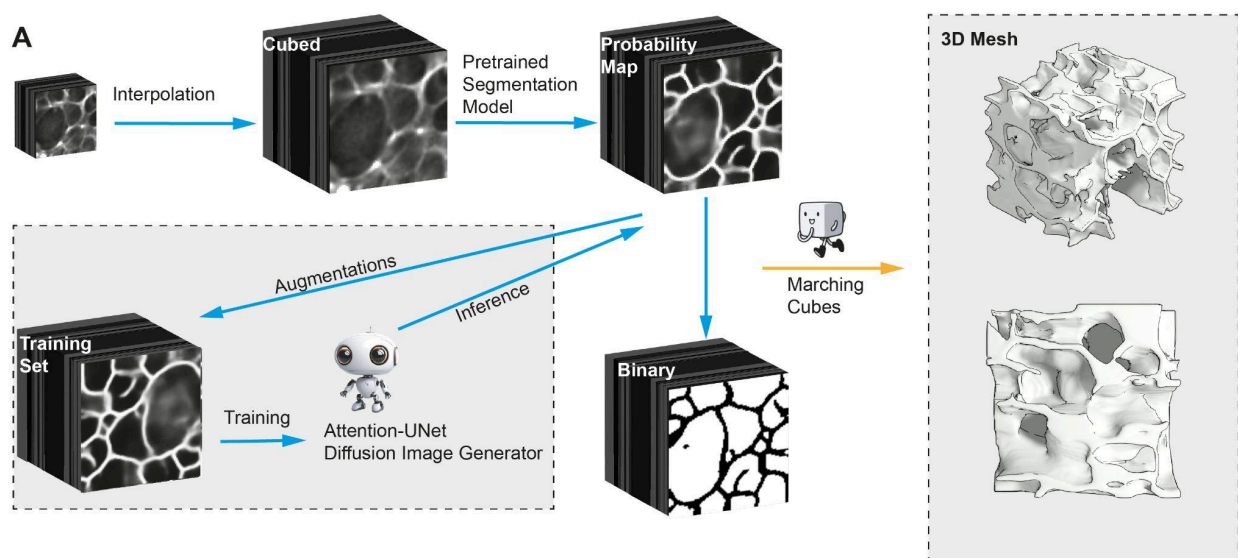 A
Interpolation
Cubed
Pretrained
Segmentation
Model
Probability
Map
3D Mesh
Marching
Cubes
Augmentations
Inference
Training
Set
Training
Attention-UNet
Diffusion Image Generator
Binary